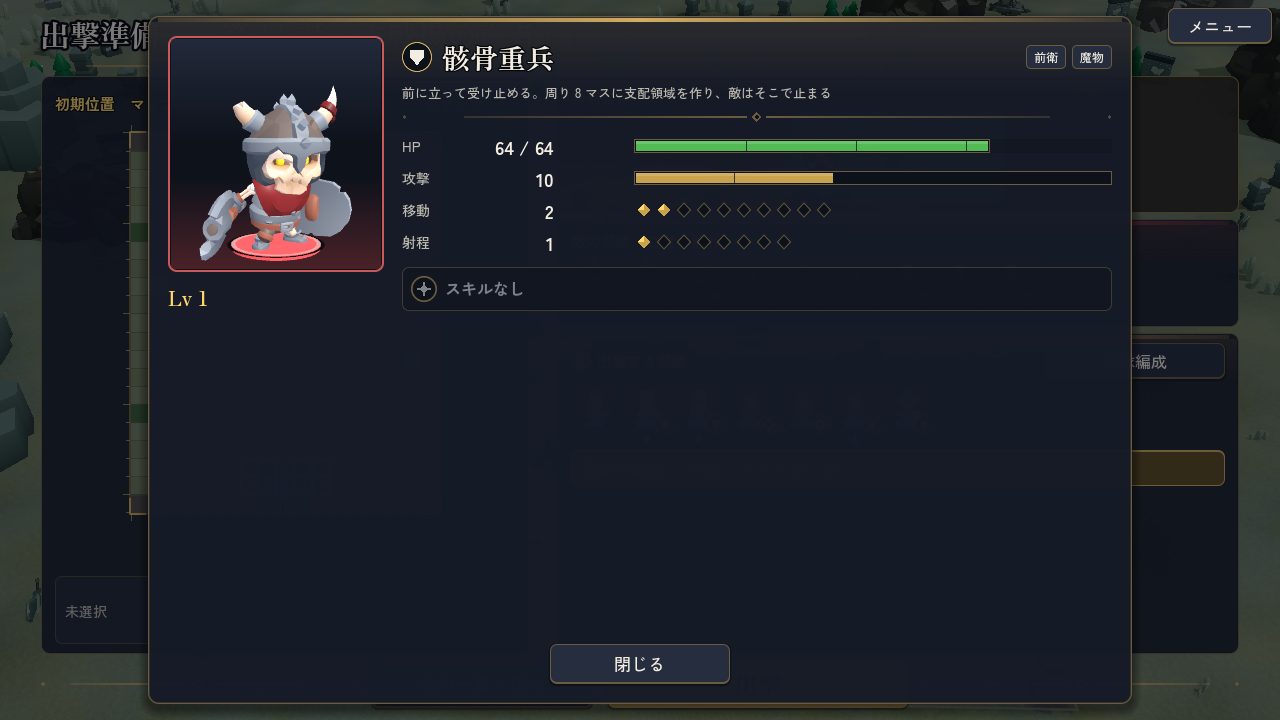 出撃準備
メニュー
初期位置
骸骨重兵
前衛
魔物
前に立って受け止める。周り8マスに支配領域を作り、敵はそこで止まる
HP
64 / 64
攻撃
10
移動
2
射程
1
スキルなし
Lv 1
編成
未選択
閉じる